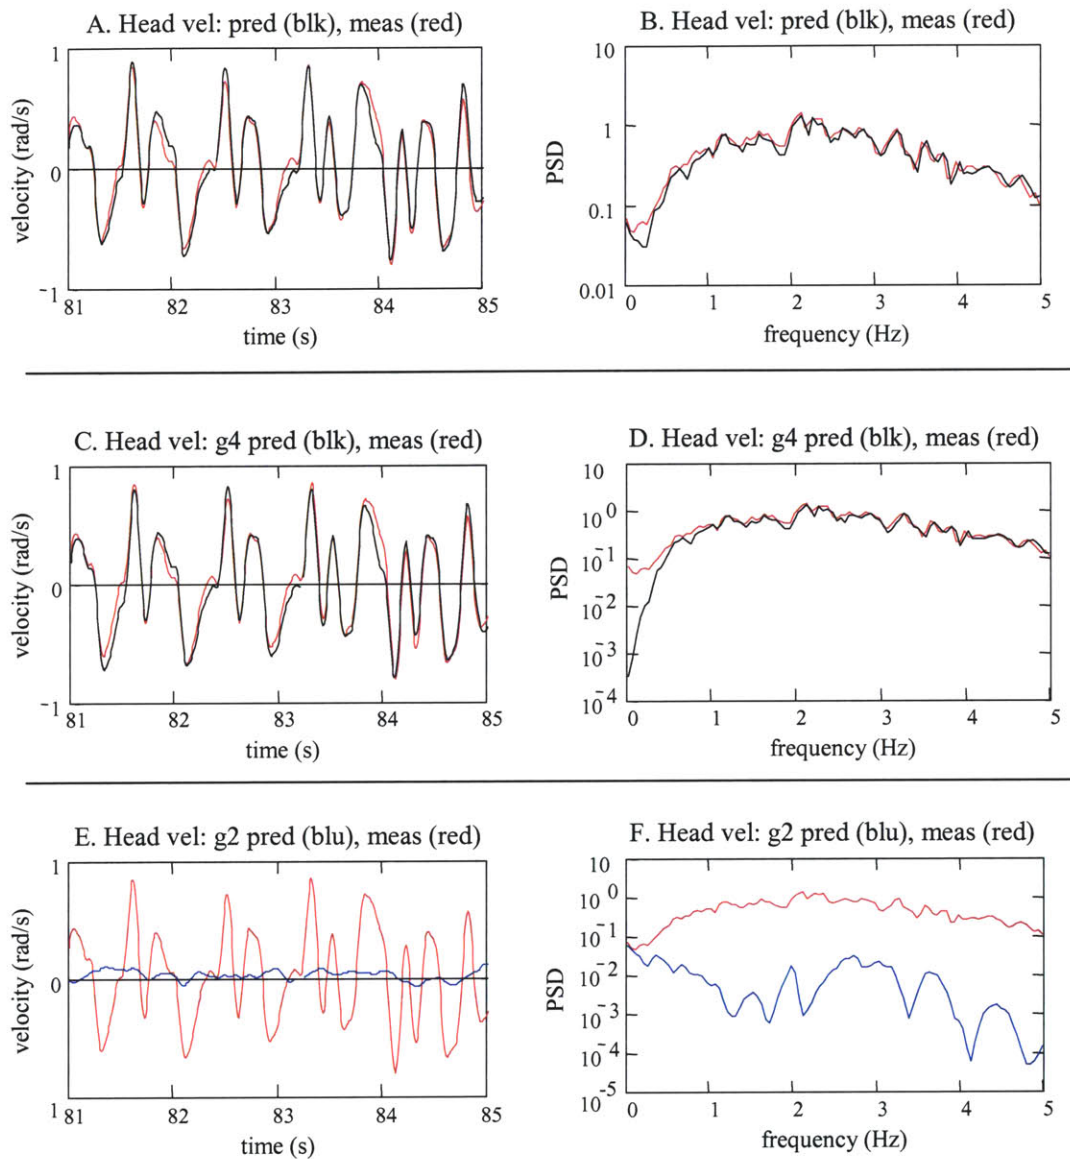 A. Head vel: pred (blk), meas (red)
1
0
-1
velocity (rad/s)
81 82 83 84 85
time (s)
B. Head vel: pred (blk), meas (red)
10
1
0.1
0.01
PSD
0 1 2 3 4 5
frequency (Hz)
C. Head vel: g4 pred (blk), meas (red)
1
0
-1
velocity (rad/s)
81 82 83 84 85
time (s)
D. Head vel: g4 pred (blk), meas (red)
10
10^0
10^-1
10^2
10^-3
10^-4
PSD
0 1 2 3 4 5
frequency (Hz)
E. Head vel: g2 pred (blu), meas (red)
1
0
1
velocity (rad/s)
81 82 83 84 85
time (s)
F. Head vel: g2 pred (blu), meas (red)
10
10^0
10^-1
10^-2
10^-3
10^-4
10^-5
PSD
0 1 2 3 4 5
frequency (Hz)